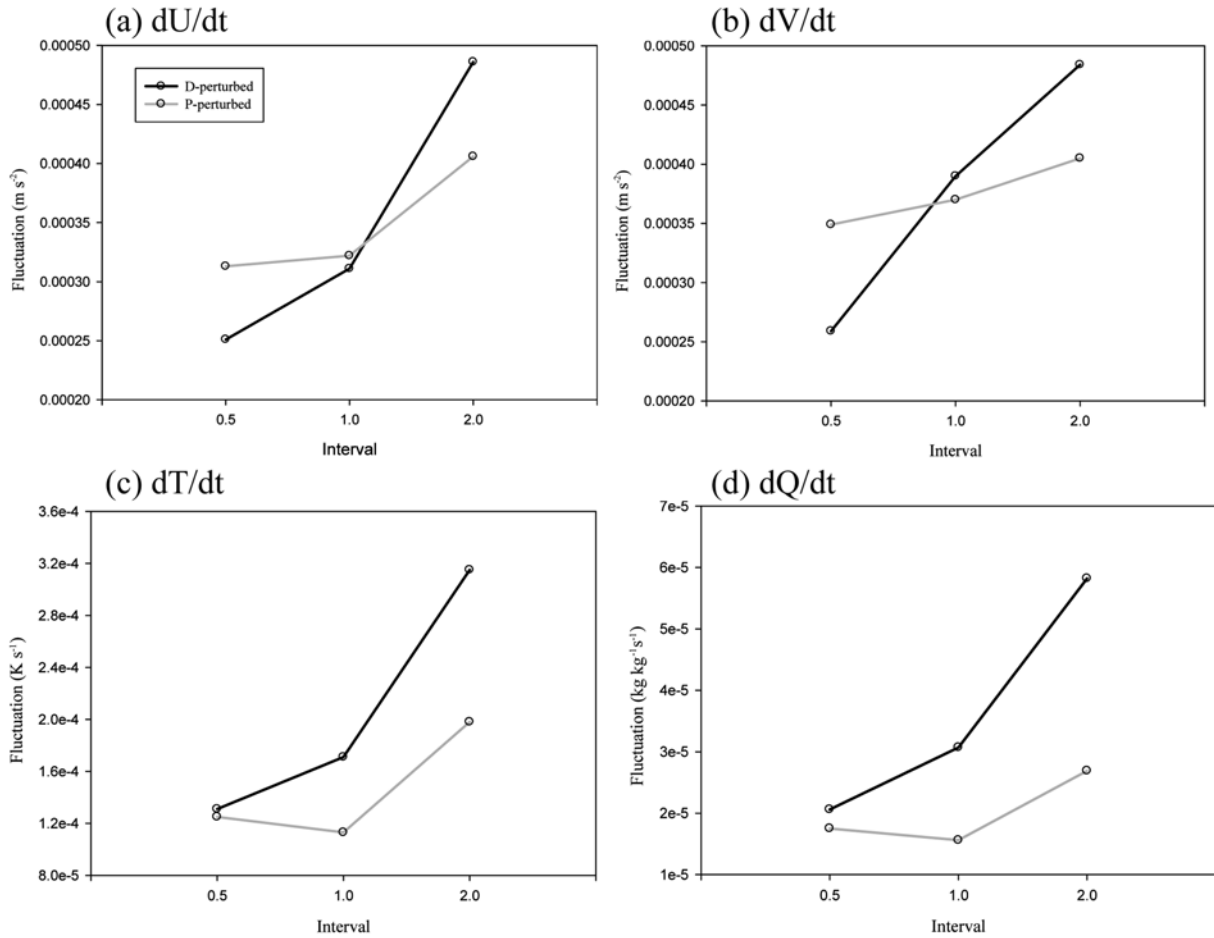 (a) dU/dt
0.00050
0.00045
0.00040
0.00035
0.00030
0.00025
0.00020
Fluctuation (m s⁻²)
D-perturbed
P-perturbed
0.5 1.0 2.0
Interval
(b) dV/dt
0.00050
0.00045
0.00040
0.00035
0.00030
0.00025
0.00020
Fluctuation (m s⁻²)
0.5 1.0 2.0
Interval
(c) dT/dt
3.6e-4
3.2e-4
2.8e-4
2.4e-4
2.0e-4
1.6e-4
1.2e-4
8.0e-5
Fluctuation (K s⁻¹)
0.5 1.0 2.0
Interval
(d) dQ/dt
7e-5
6e-5
5e-5
4e-5
3e-5
2e-5
1e-5
Fluctuation (kg kg⁻¹s⁻¹)
0.5 1.0 2.0
Interval